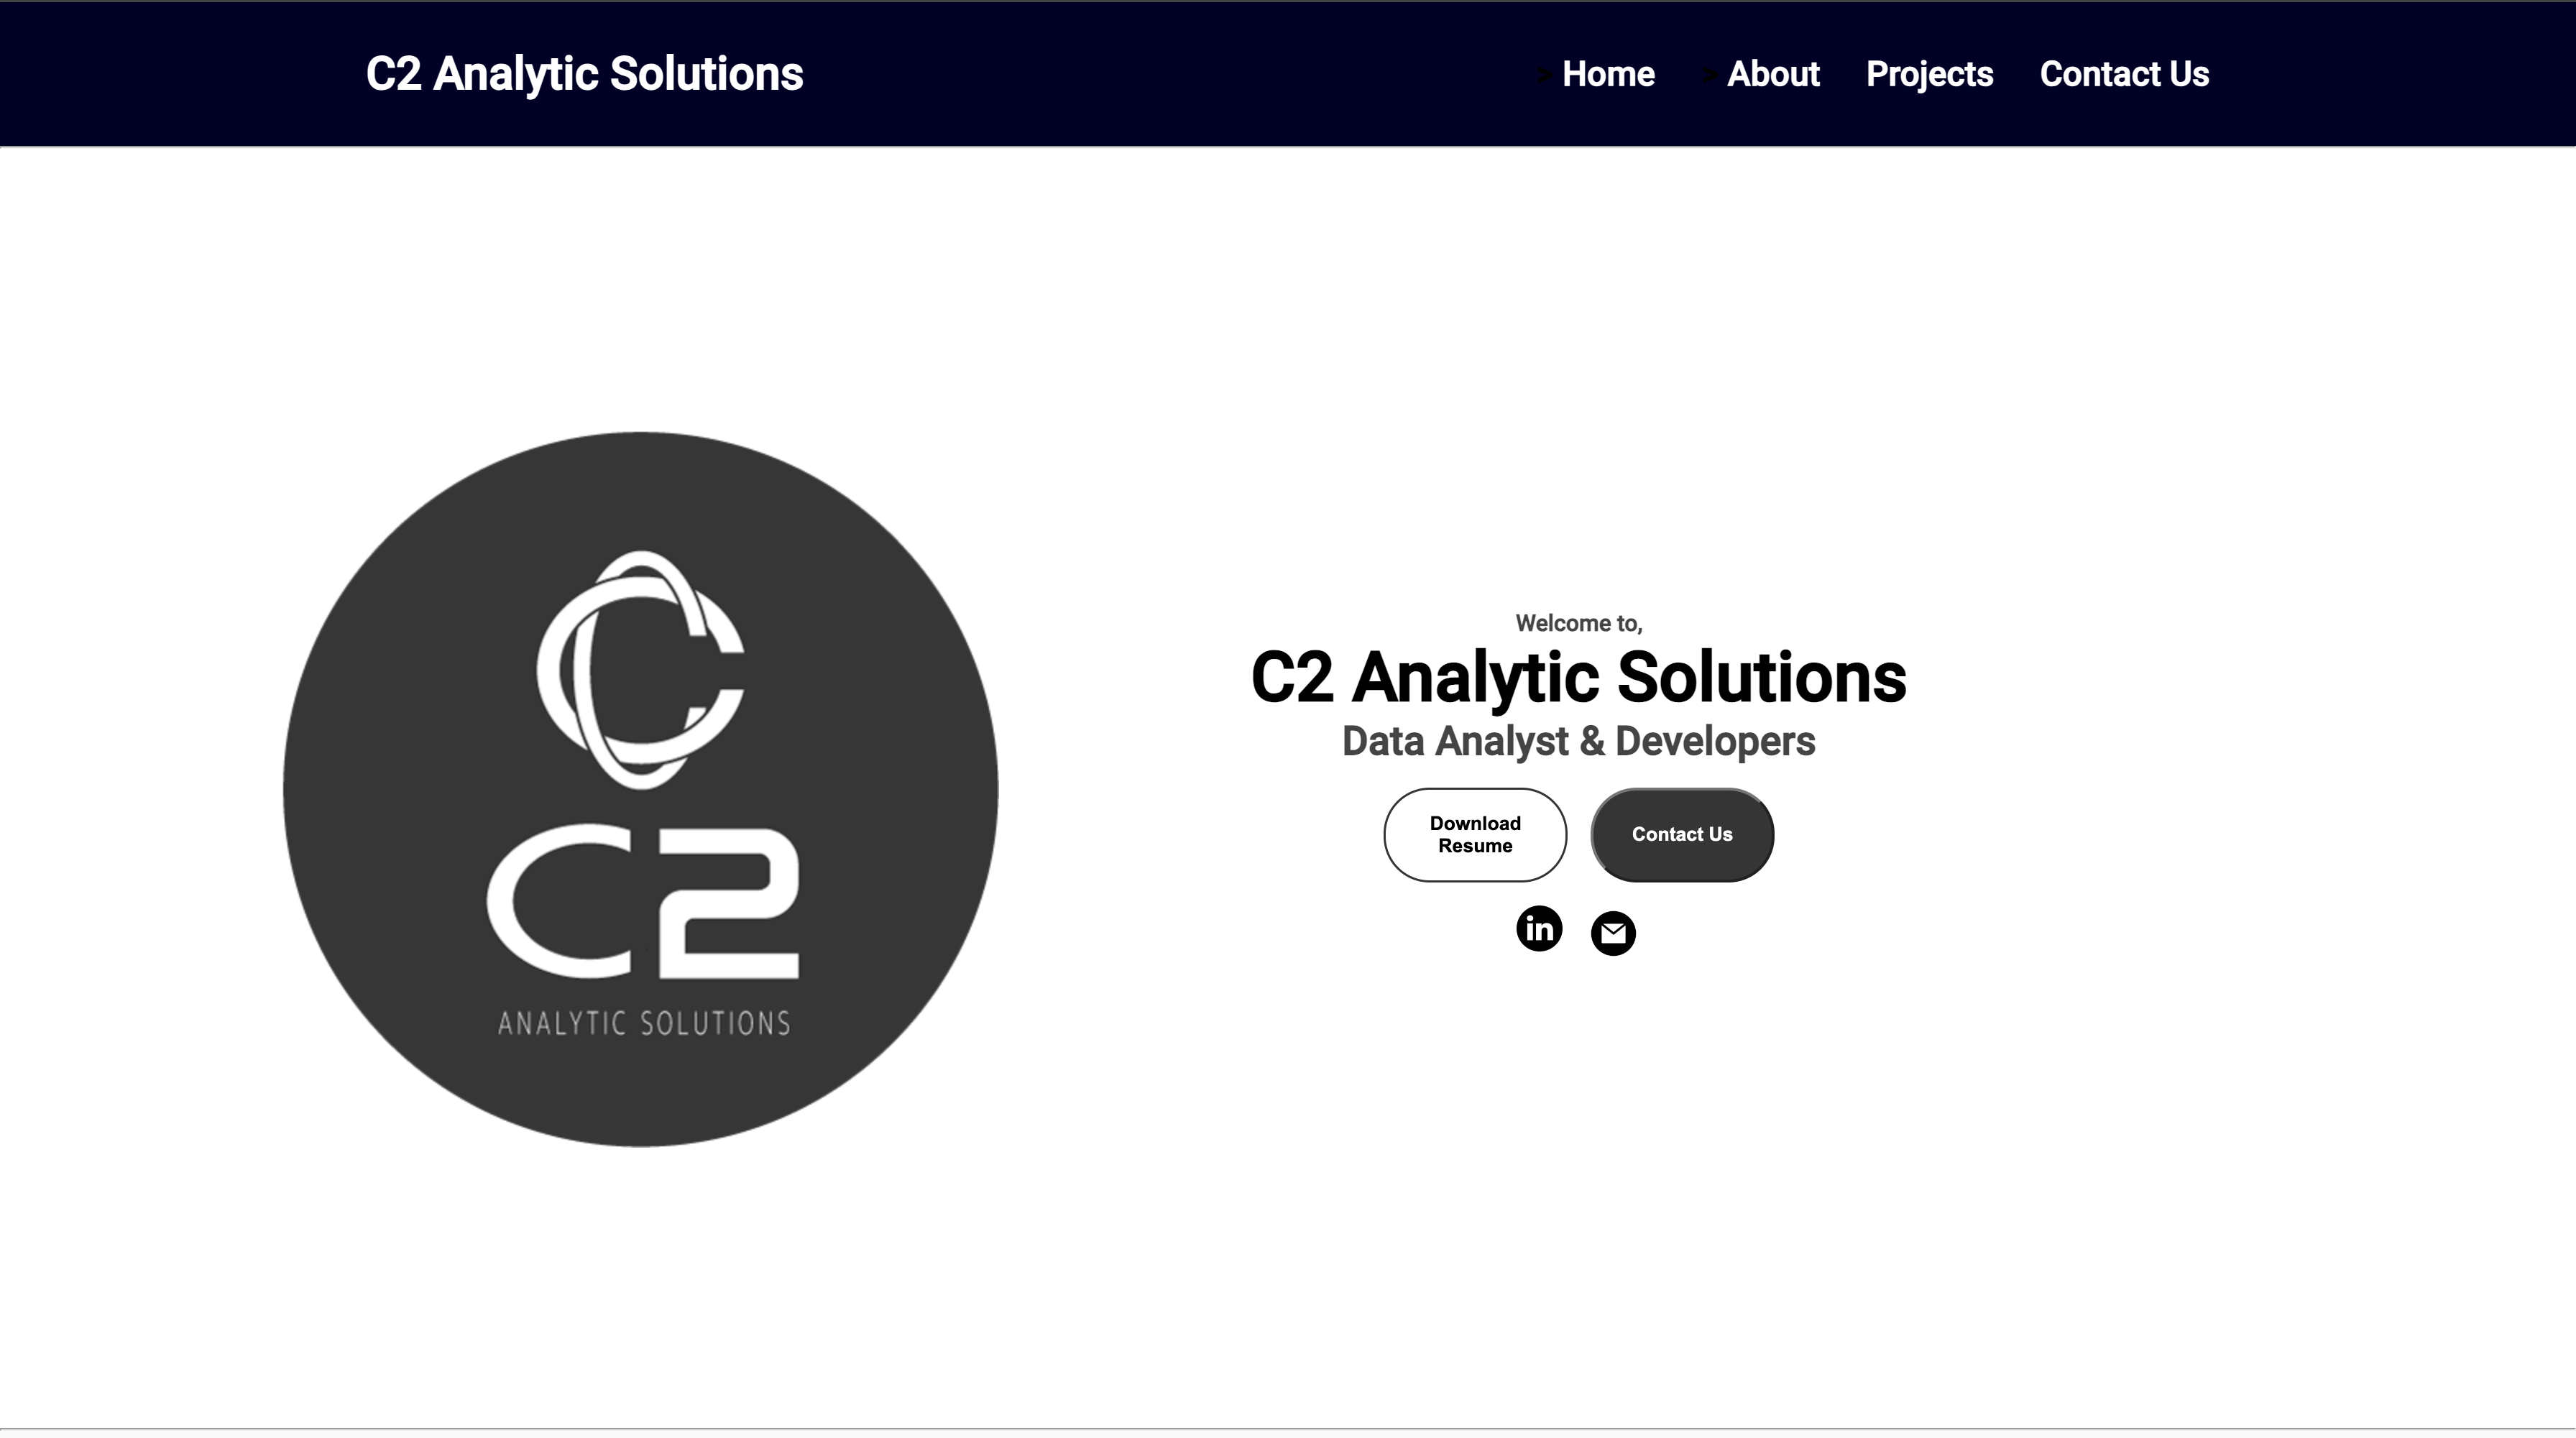 C2 Analytic Solutions
> Home > About Projects Contact Us
C2
ANALYTIC SOLUTIONS
Welcome to,
C2 Analytic Solutions
Data Analyst & Developers
Download
Resume
Contact Us
in